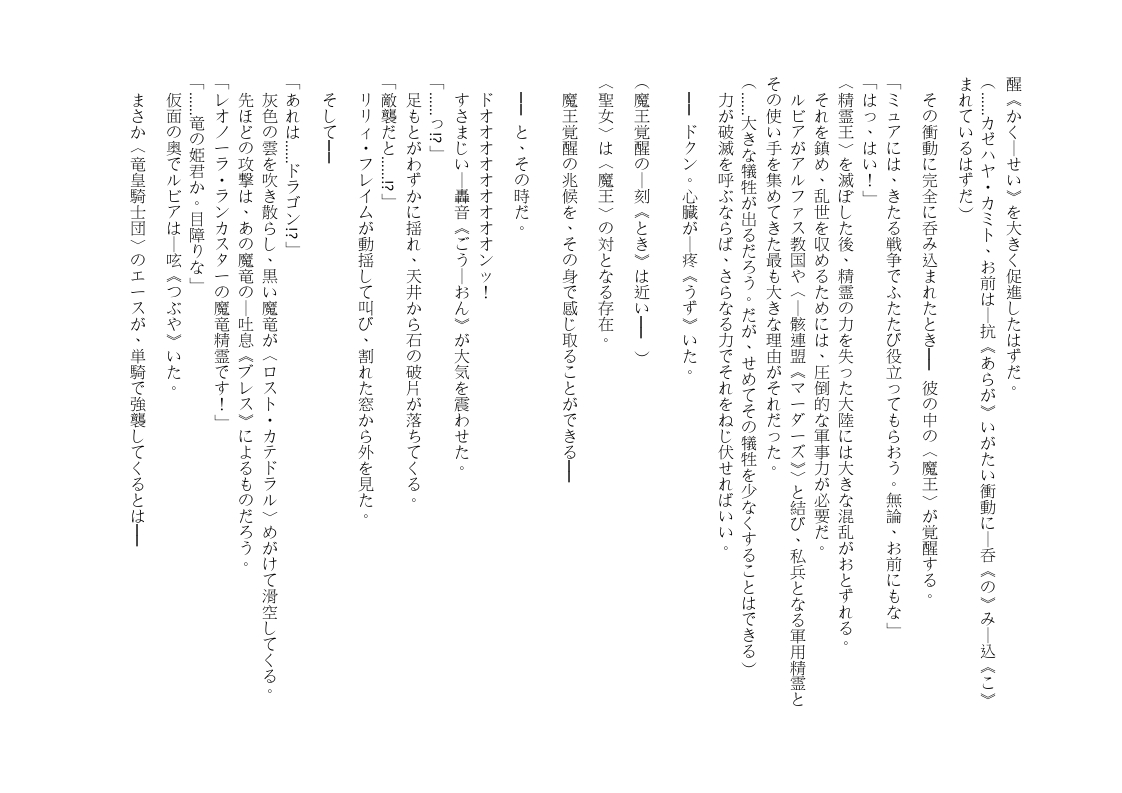 醒《かく―せい》を大きく促進したはずだ。
（……カゼハヤ・カミト、お前は―抗《あらが》いがたい衝動に―呑《の》み―込《こ》
まれているはずだ）
その衝動に完全に呑み込まれたとき━━ 彼の中の〈魔王〉が覚醒する。
「ミュアには、きたる戦争でふたたび役立ってもらおう。無論、お前にもな」
「はっ、はい！」
〈精霊王〉を滅ぼした後、精霊の力を失った大陸には大きな混乱がおとずれる。
それを鎮め、乱世を収めるためには、圧倒的な軍事力が必要だ。
ルビアがアルファス教国や〈―骸連盟《マーダーズ》〉と結び、私兵となる軍用精霊と
その使い手を集めてきた最も大きな理由がそれだった。
（……大きな犠牲が出るだろう。だが、せめてその犠牲を少なくすることはできる）
力が破滅を呼ぶならば、さらなる力でそれをねじ伏せればいい。
━━ ドクン。心臓が―疼《うず》いた。
（魔王覚醒の―刻《とき》は近い━━ ）
〈聖女〉は〈魔王〉の対となる存在。
魔王覚醒の兆候を、その身で感じ取ることができる━━
━━ と、その時だ。
ドオオオオオオオオオオンッ！
すさまじい―轟音《ごう―おん》が大気を震わせた。
「……っ!?」
足もとがわずかに揺れ、天井から石の破片が落ちてくる。
「敵襲だと……!?」
リリィ・フレイムが動揺して叫び、割れた窓から外を見た。
そして━━
「あれは……ドラゴン!?」
灰色の雲を吹き散らし、黒い魔竜が〈ロスト・カテドラル〉めがけて滑空してくる。
先ほどの攻撃は、あの魔竜の―吐息《ブレス》によるものだろう。
「レオノーラ・ランカスターの魔竜精霊です！」
「……竜の姫君か。目障りな」
仮面の奥でルビアは―呟《つぶや》いた。
まさか〈竜皇騎士団〉のエースが、単騎で強襲してくるとは━━